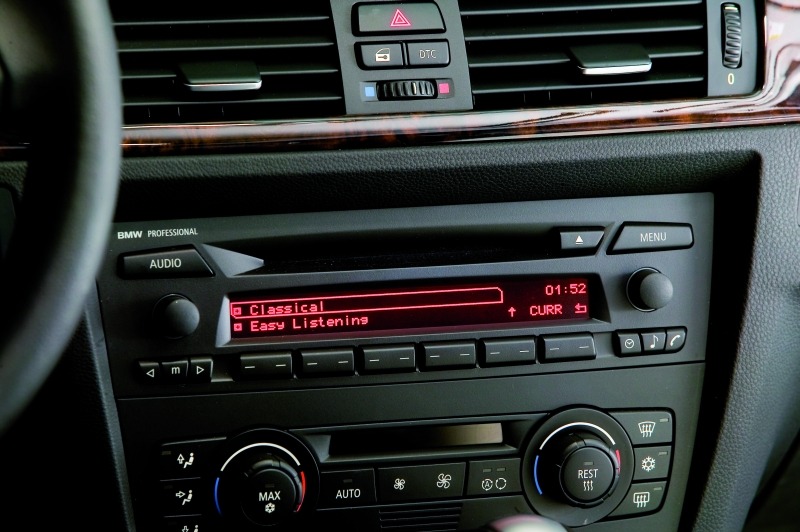 DTC
0
BMW PROFESSIONAL
MENU
AUDIO
Classical 01:52
Easy Listening ↑ CURR
m
MAX
AUTO
A
REST